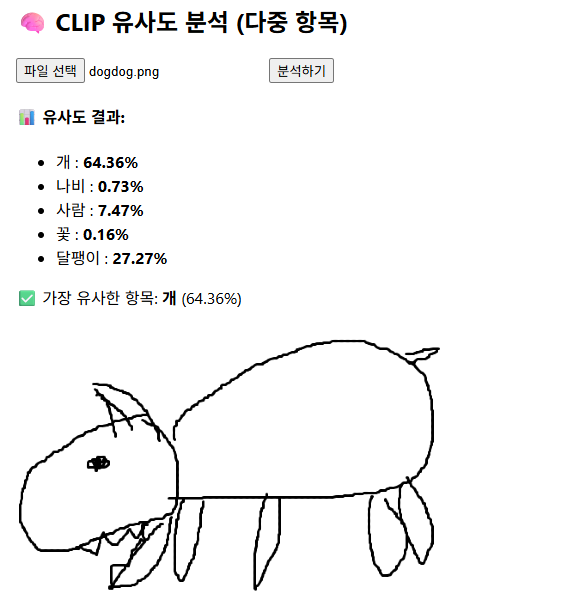 🧠 CLIP 유사도 분석 (다중 항목)
파일 선택 dogdog.png 분석하기
📊 유사도 결과:
• 개 : 64.36%
• 나비 : 0.73%
• 사람 : 7.47%
• 꽃 : 0.16%
• 달팽이 : 27.27%
✅ 가장 유사한 항목: 개 (64.36%)